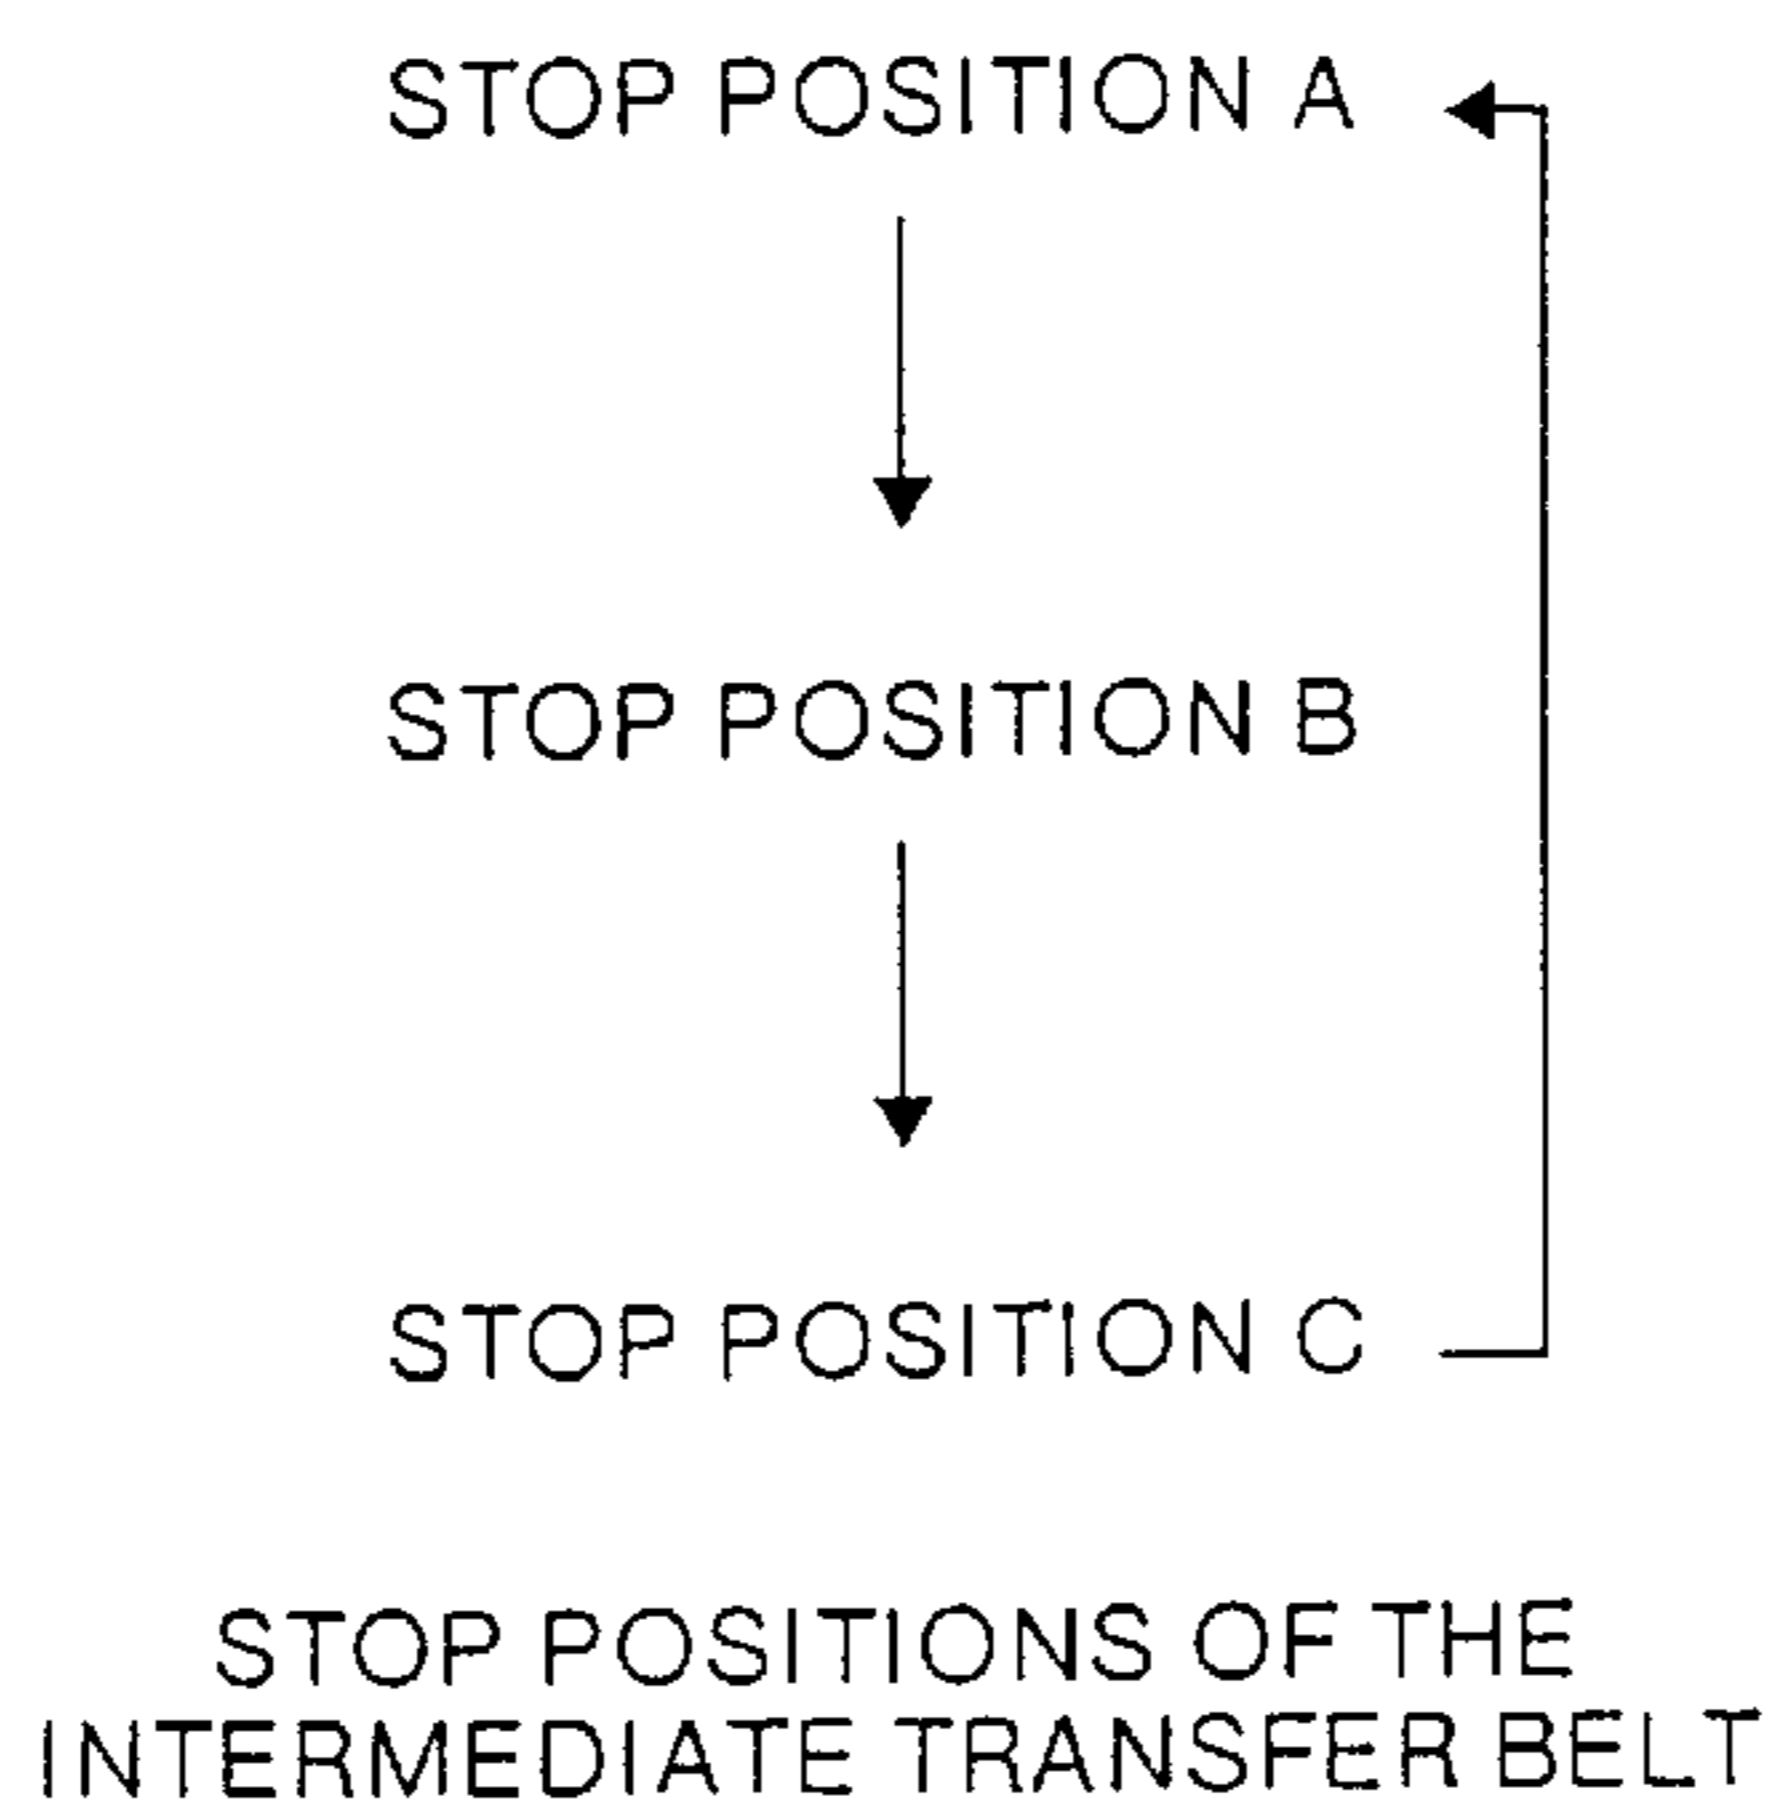 STOP POSITION A
STOP POSITION B
STOP POSITION C
STOP POSITIONS OF THE
INTERMEDIATE TRANSFER BELT